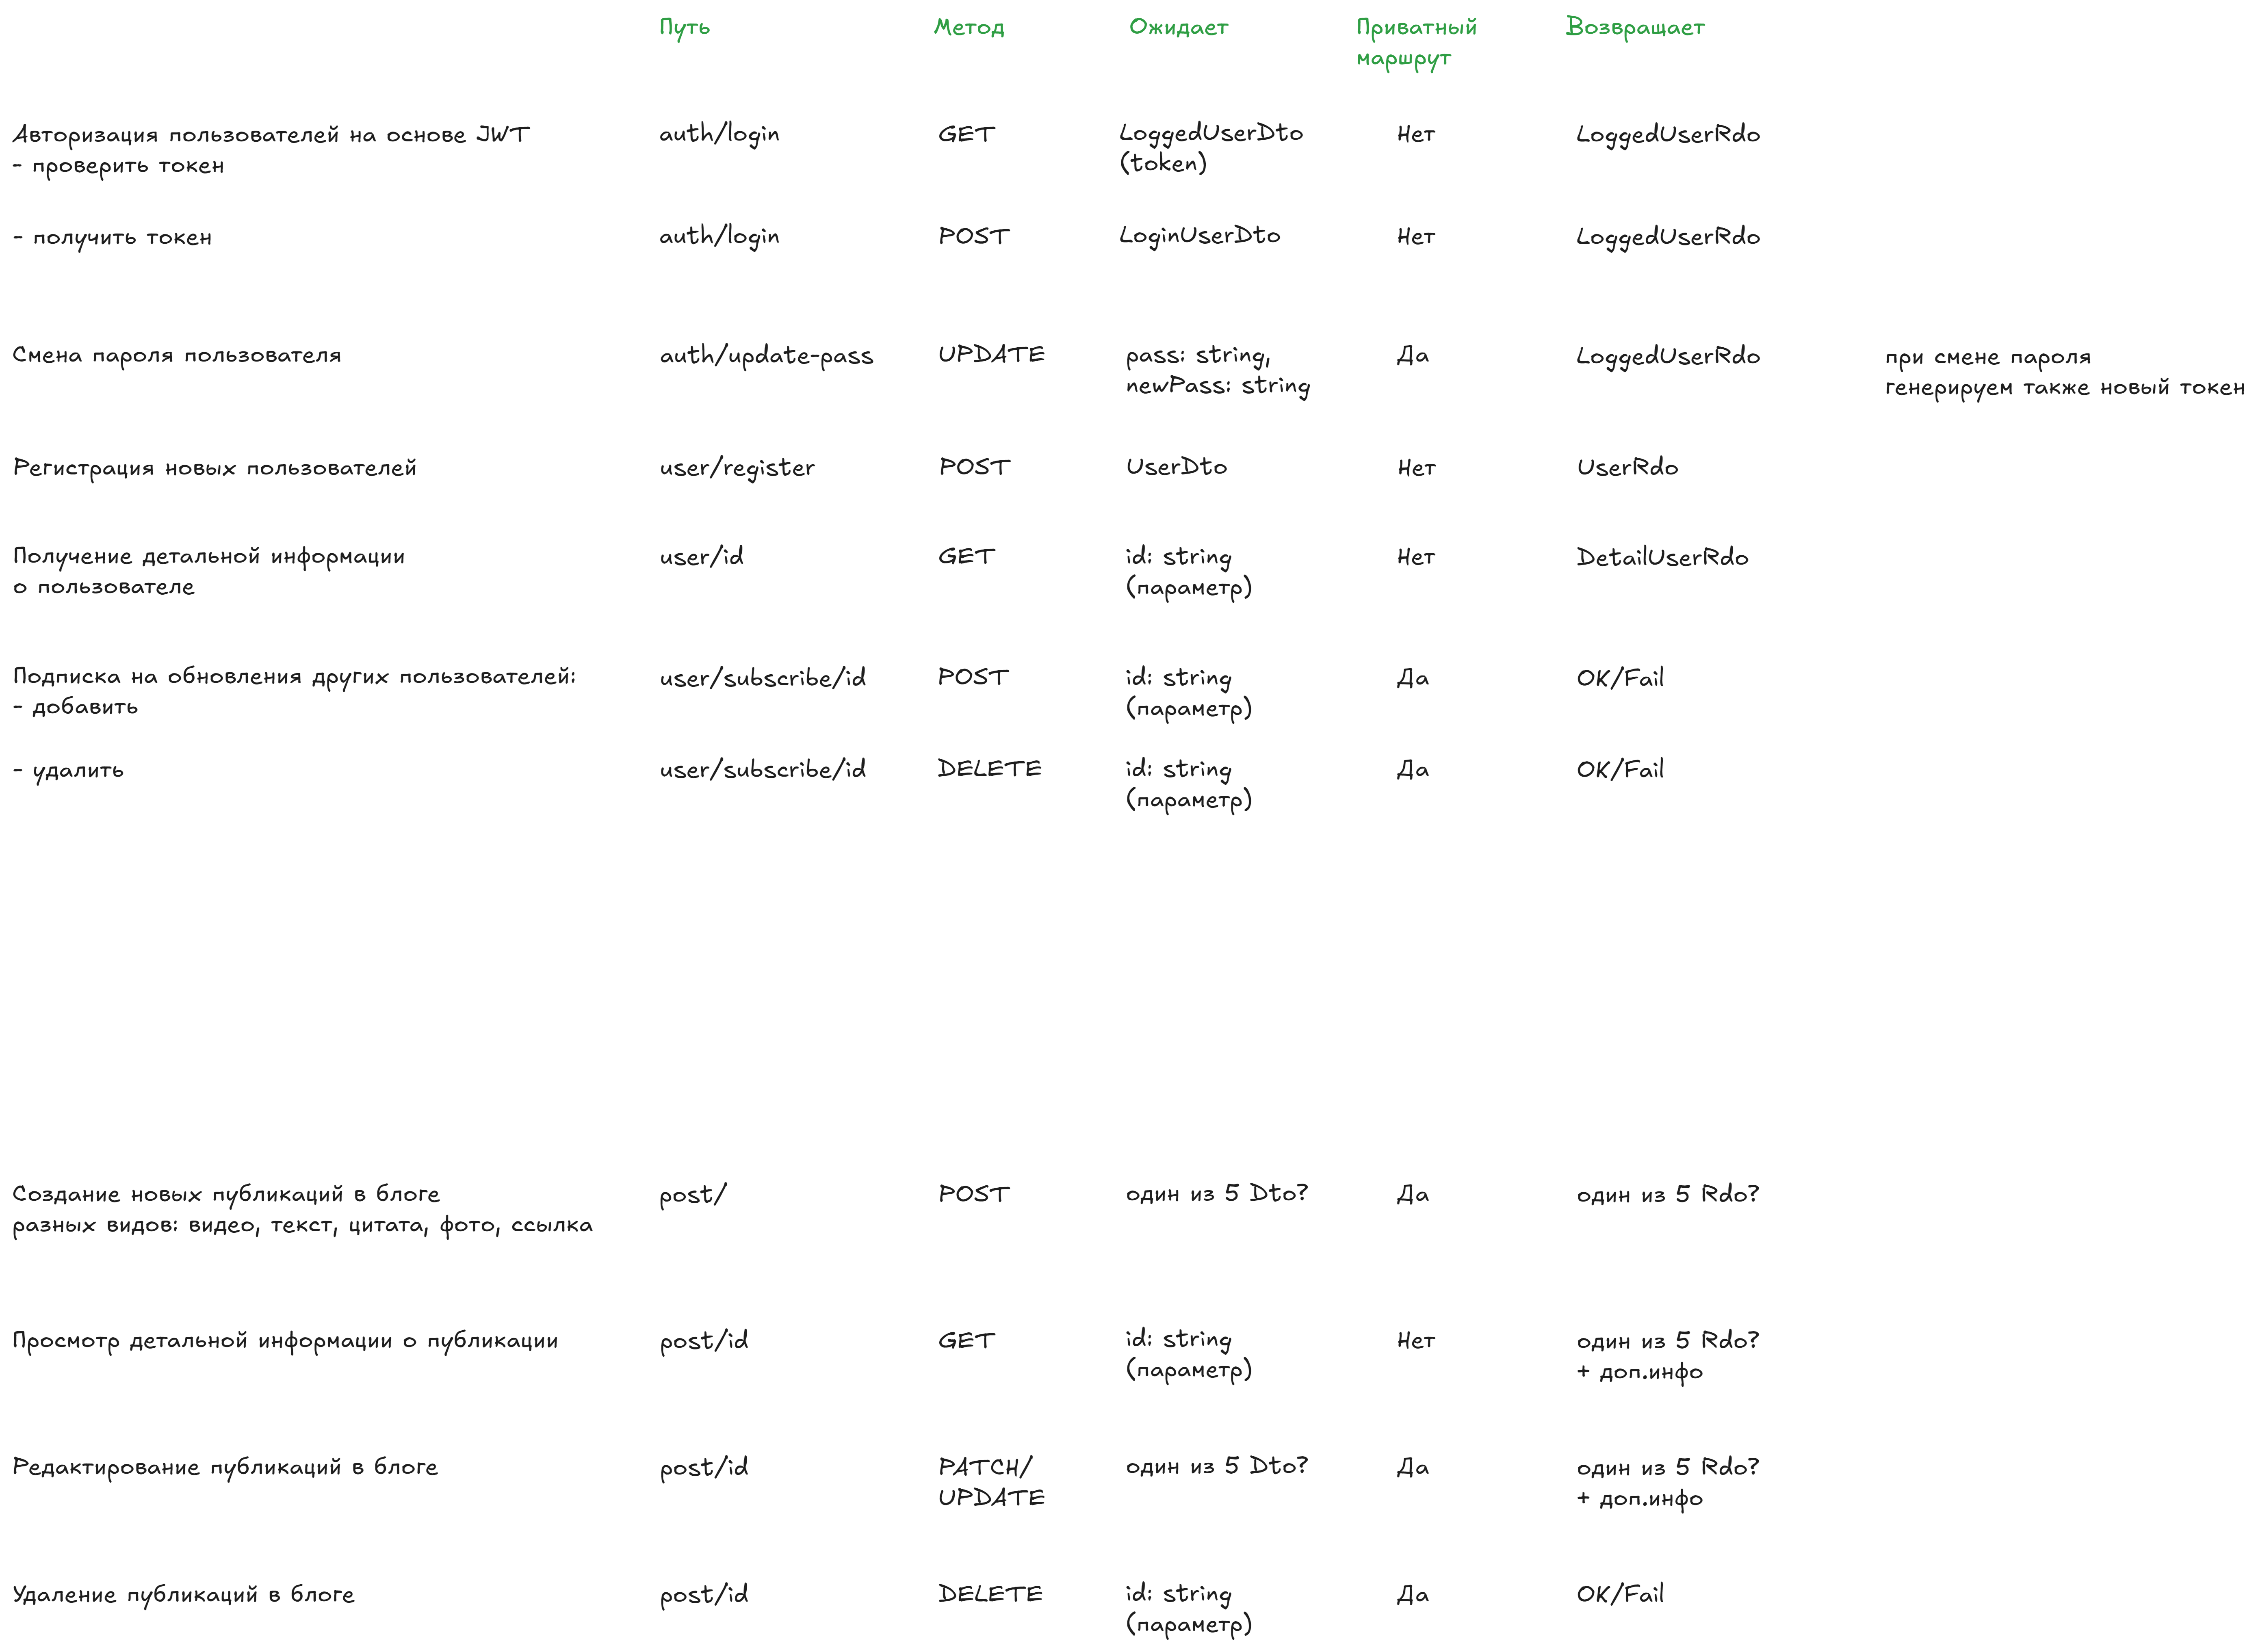 Путь Метод Ожидает Приватный Возвращает
маршрут
Авторизация пользователей на основе JWT auth/login GET LoggedUserDto Нет LoggedUserRdo
- проверить токен (token)
- получить токен auth/login POST LoginUserDto Нет LoggedUserRdo
Смена пароля пользователя auth/update-pass UPDATE pass: string, Да LoggedUserRdo при смене пароля
newPass: string генерируем также новый токен
Регистрация новых пользователей user/register POST UserDto Нет UserRdo
Получение детальной информации user/id GET id: string Нет DetailUserRdo
о пользователе (параметр)
Подписка на обновления других пользователей: user/subscribe/id POST id: string Да OK/Fail
- добавить (параметр)
- удалить user/subscribe/id DELETE id: string Да OK/Fail
(параметр)
Создание новых публикаций в блоге post/ POST один из 5 Dto? Да один из 5 Rdo?
разных видов: видео, текст, цитата, фото, ссылка
Просмотр детальной информации о публикации post/id GET id: string Нет один из 5 Rdo?
(параметр) + доп.инфо
Редактирование публикаций в блоге post/id PATCH/ один из 5 Dto? Да один из 5 Rdo?
UPDATE + доп.инфо
Удаление публикаций в блоге post/id DELETE id: string Да OK/Fail
(параметр)